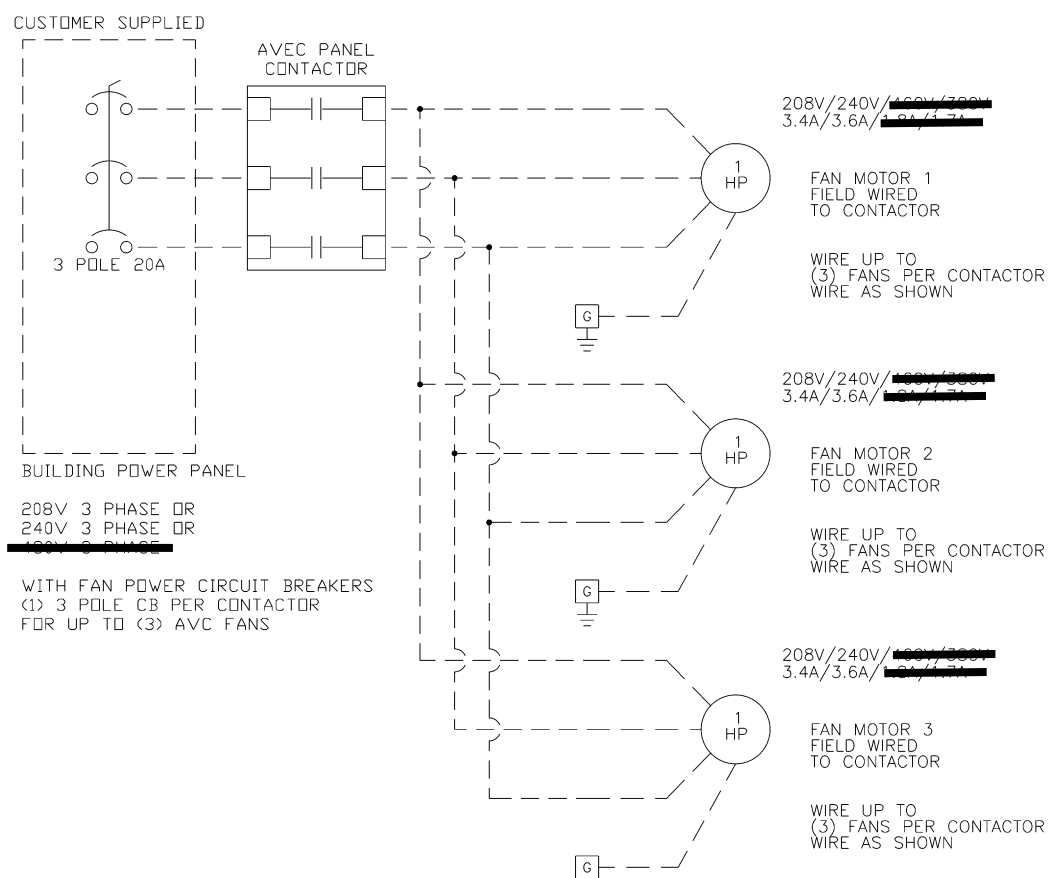 CUSTOMER SUPPLIED
AVEC PANEL
CONTACTOR
3 POLE 20A
BUILDING POWER PANEL
208V 3 PHASE OR
240V 3 PHASE OR
WITH FAN POWER CIRCUIT BREAKERS
(1) 3 POLE CB PER CONTACTOR
FOR UP TO (3) AVC FANS
208V/240V/
3.4A/3.6A/
1
HP
FAN MOTOR 1
FIELD WIRED
TO CONTACTOR
WIRE UP TO
(3) FANS PER CONTACTOR
WIRE AS SHOWN
G
208V/240V/
3.4A/3.6A/
1
HP
FAN MOTOR 2
FIELD WIRED
TO CONTACTOR
WIRE UP TO
(3) FANS PER CONTACTOR
WIRE AS SHOWN
G
208V/240V/
3.4A/3.6A/
1
HP
FAN MOTOR 3
FIELD WIRED
TO CONTACTOR
WIRE UP TO
(3) FANS PER CONTACTOR
WIRE AS SHOWN
G